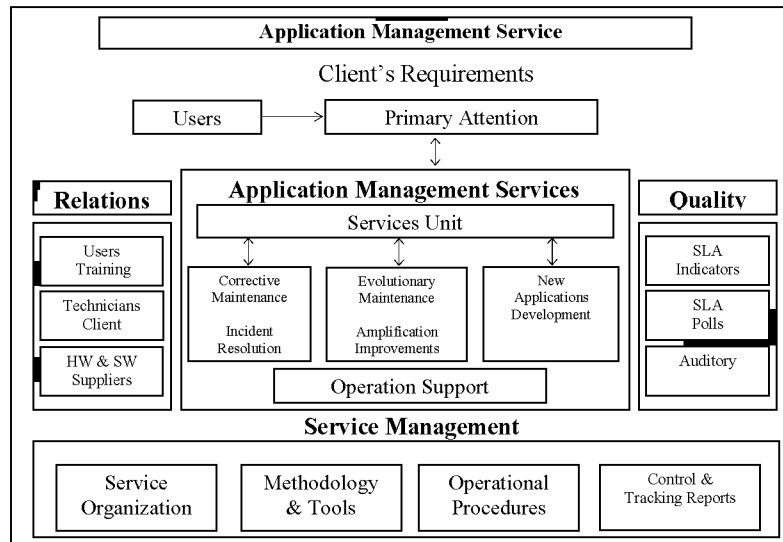 Application Management Service
Client's Requirements
Users
Primary Attention
Relations
Users
Training
Technicians
Client
HW & SW
Suppliers
Application Management Services
Services Unit
Corrective
Maintenance
Incident
Resolution
Evolutionary
Maintenance
Amplification
Improvements
New
Applications
Development
Operation Support
Quality
SLA
Indicators
SLA
Polls
Auditory
Service Management
Service
Organization
Methodology
& Tools
Operational
Procedures
Control &
Tracking Reports